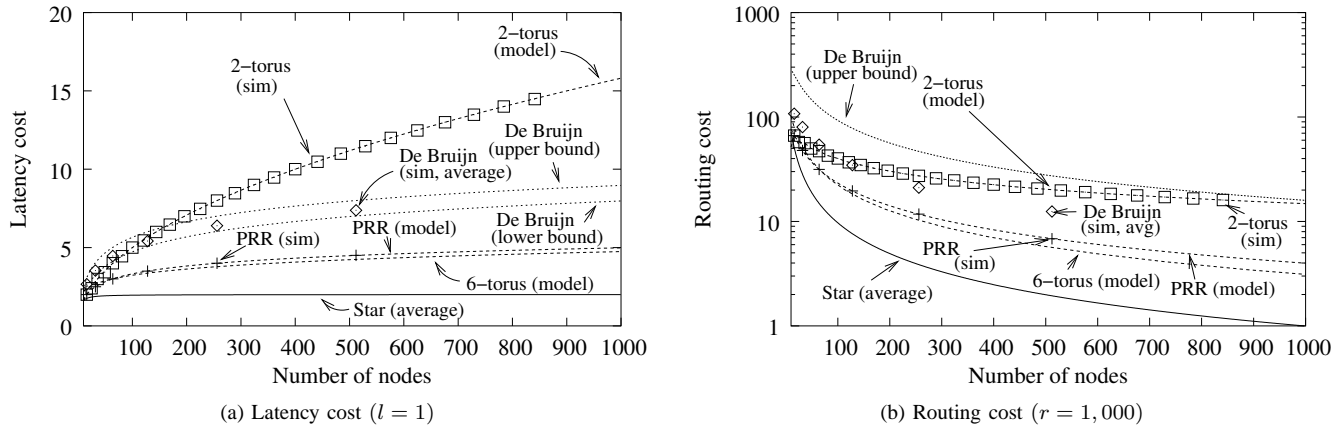 20
15
10
5
0
Latency cost
100 200 300 400 500 600 700 800 900 1000
Number of nodes
2−torus
(model)
2−torus
(sim)
De Bruijn
(upper bound)
De Bruijn
(sim, average)
PRR (sim)
PRR (model)
De Bruijn
(lower bound)
6−torus (model)
Star (average)
(a) Latency cost (l = 1)
1000
100
10
1
Routing cost
100 200 300 400 500 600 700 800 900 1000
Number of nodes
De Bruijn
(upper bound)
2−torus
(model)
De Bruijn
(sim, avg)
2−torus
(sim)
PRR
(sim)
6−torus
(model)
PRR (model)
Star (average)
(b) Routing cost (r = 1, 000)